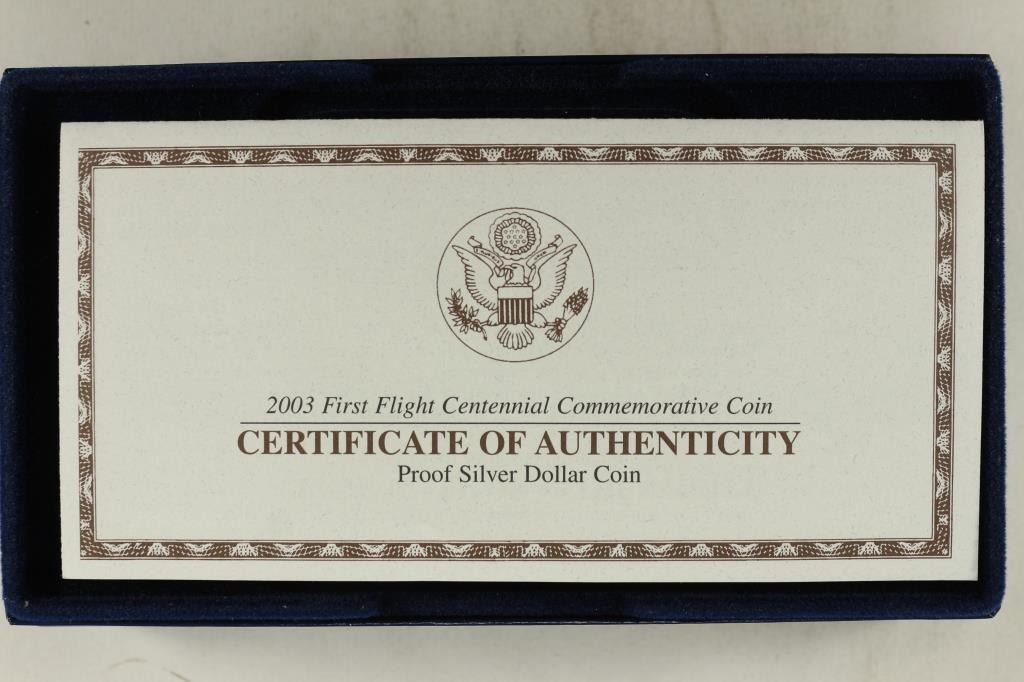 2003 First Flight Centennial Commemorative Coin
CERTIFICATE OF AUTHENTICITY
Proof Silver Dollar Coin